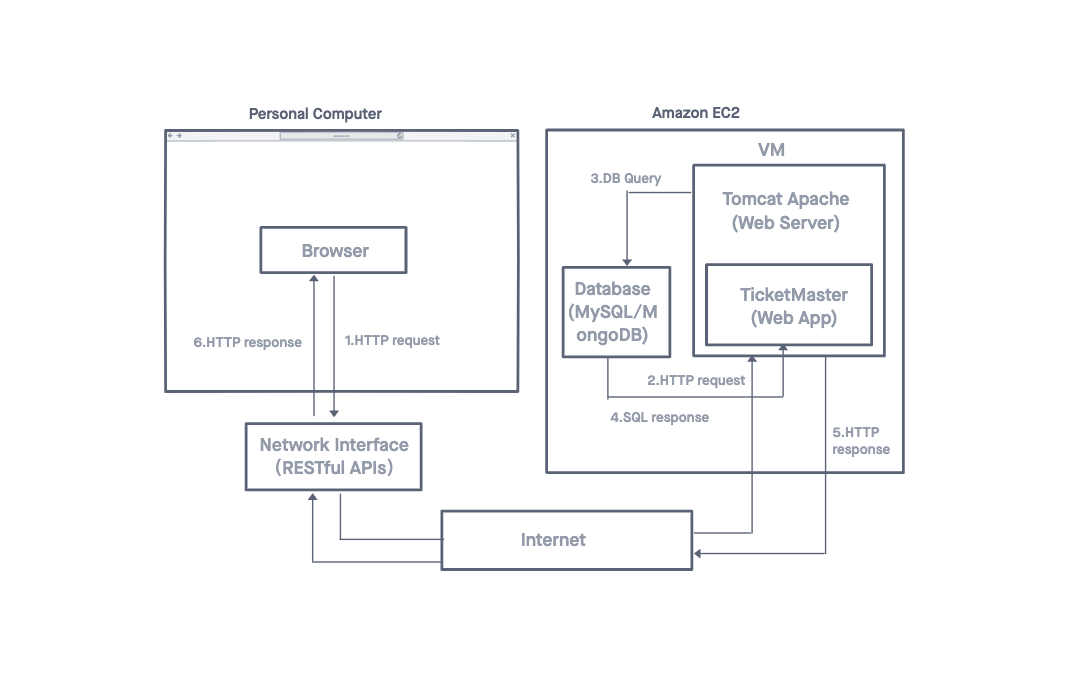 Personal Computer
Amazon EC2
VM
3.DB Query
Tomcat Apache
(Web Server)
Browser
Database
(MySQL/M
ongoDB)
TicketMaster
(Web App)
6.HTTP response
1.HTTP request
2.HTTP request
4.SQL response
5.HTTP
response
Network Interface
(RESTful APIs)
Internet